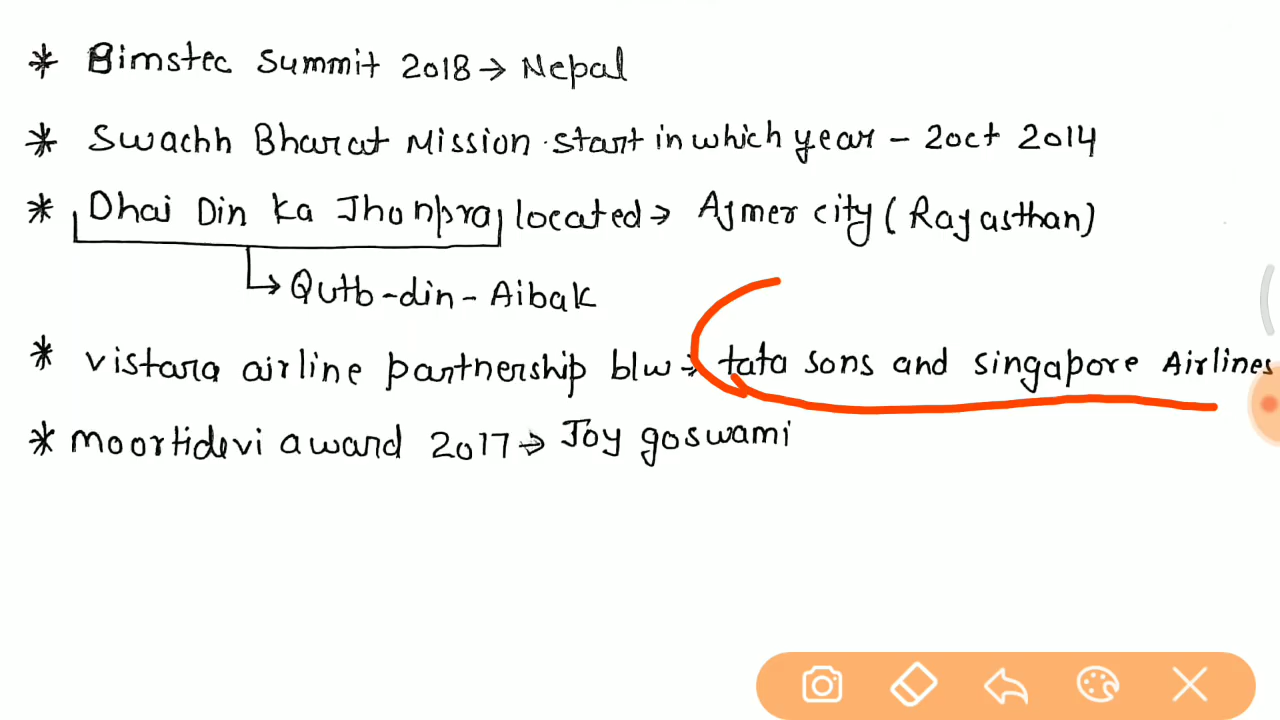 * Bimstec Summit 2018 → Nepal
* Swachh Bharat Mission start in which year - 2oct 2014
* Dhai Din Ka Jhonpra located → Ajmer city (Rajasthan)
→ Qutb-din-Aibak
* vistara airline partnership b/w → tata sons and singapore Airlines
* moortidevi award 2017 → Joy goswami